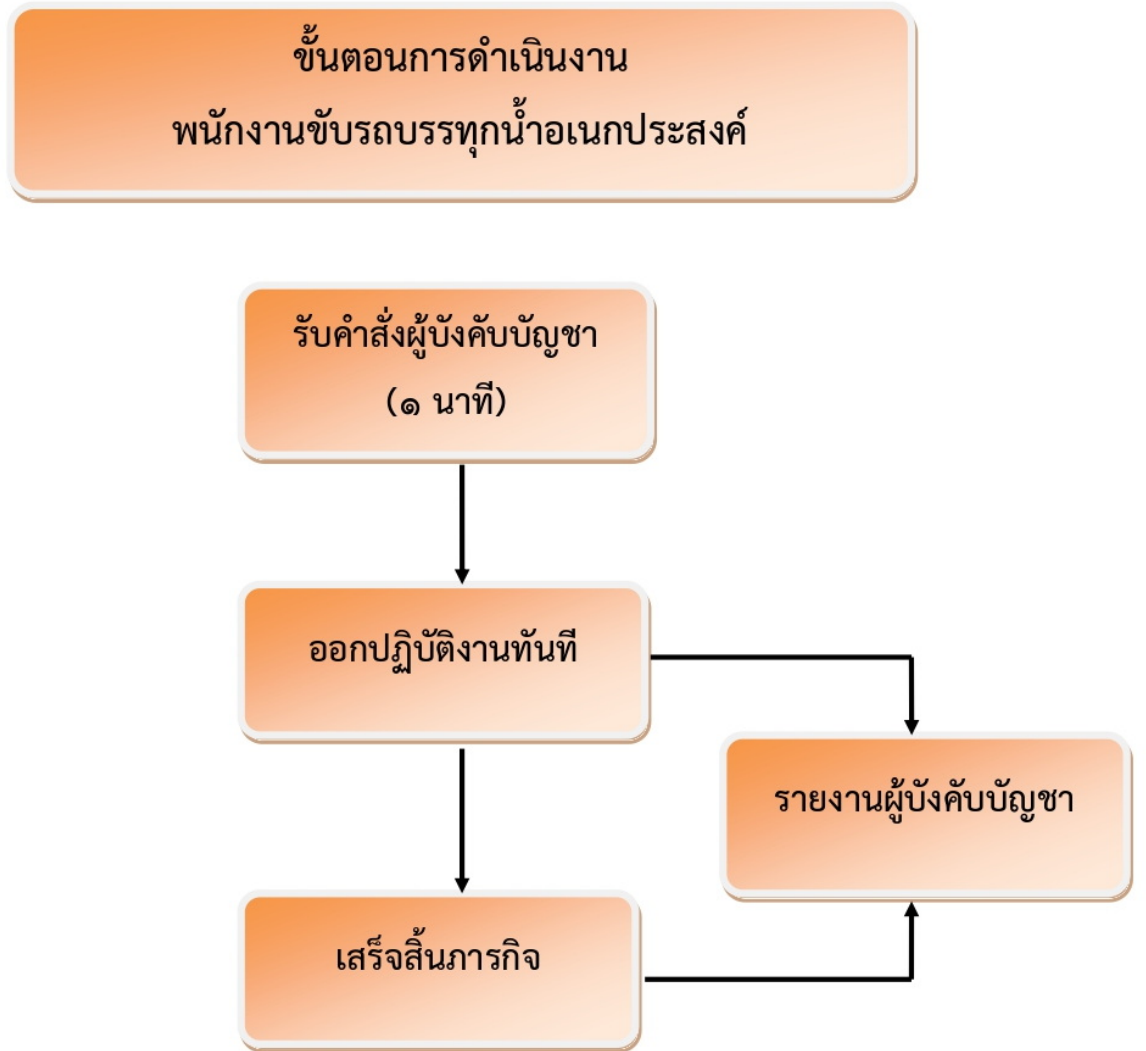 ขั้นตอนการดำเนินงาน
พนักงานขับรถบรรทุกน้ำอเนกประสงค์
รับคำสั่งผู้บังคับบัญชา
(๑ นาที)
ออกปฏิบัติงานทันที
รายงานผู้บังคับบัญชา
เสร็จสิ้นภารกิจ